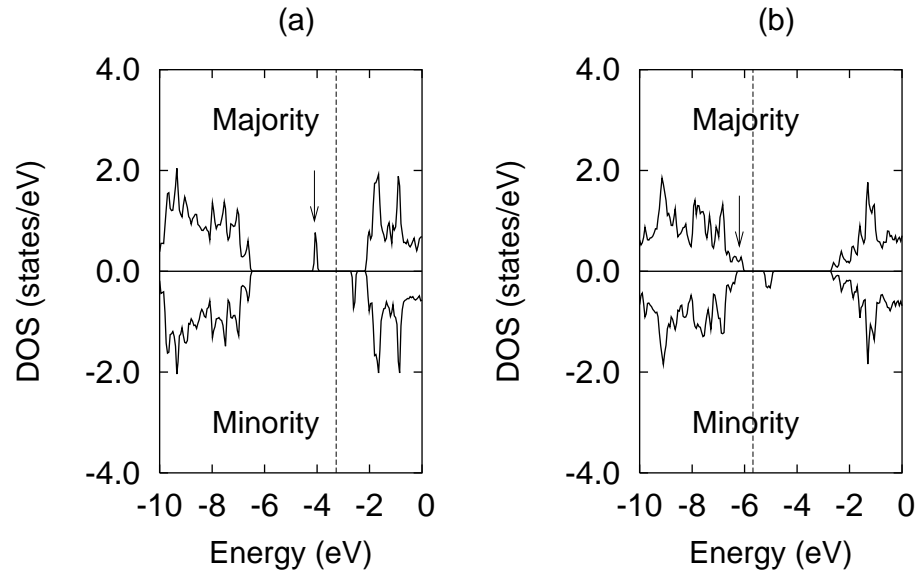 (a)
DOS (states/eV)
4.0
2.0
0.0
-2.0
-4.0
Majority
Minority
-10 -8 -6 -4 -2 0
Energy (eV)
(b)
DOS (states/eV)
4.0
2.0
0.0
-2.0
-4.0
Majority
Minority
-10 -8 -6 -4 -2 0
Energy (eV)